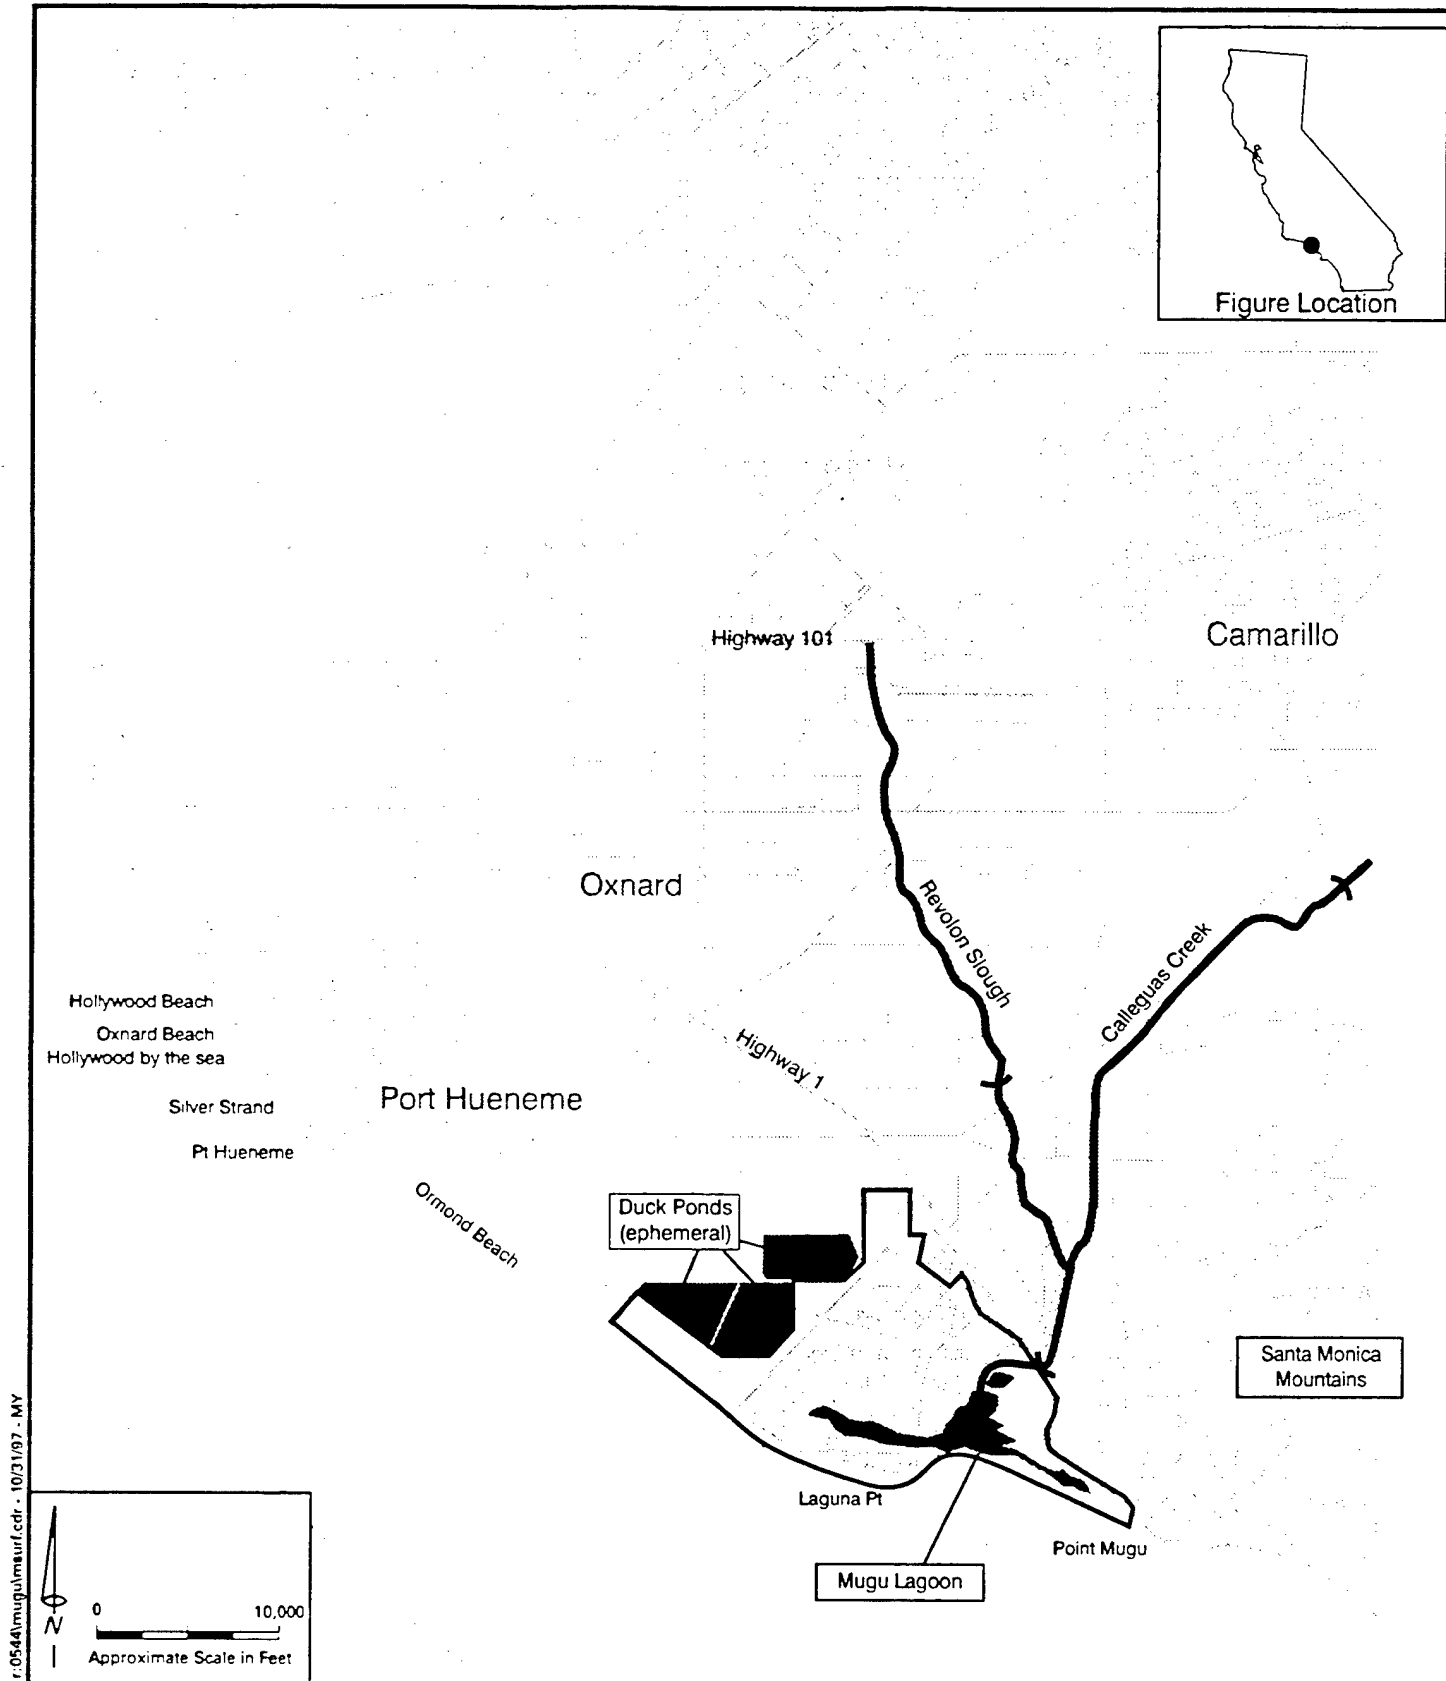 Figure Location
Highway 101
Camarillo
Oxnard
Revolon Slough
Calleguas Creek
Hollywood Beach
Oxnard Beach
Hollywood by the sea
Highway 1
Silver Strand
Port Hueneme
Pt Hueneme
Ormond Beach
Duck Ponds
(ephemeral)
Santa Monica
Mountains
Laguna Pt
Point Mugu
Mugu Lagoon
N
0 10,000
Approximate Scale in Feet
r:0544\mugu\msurf.cdr - 10/31/97 - MY